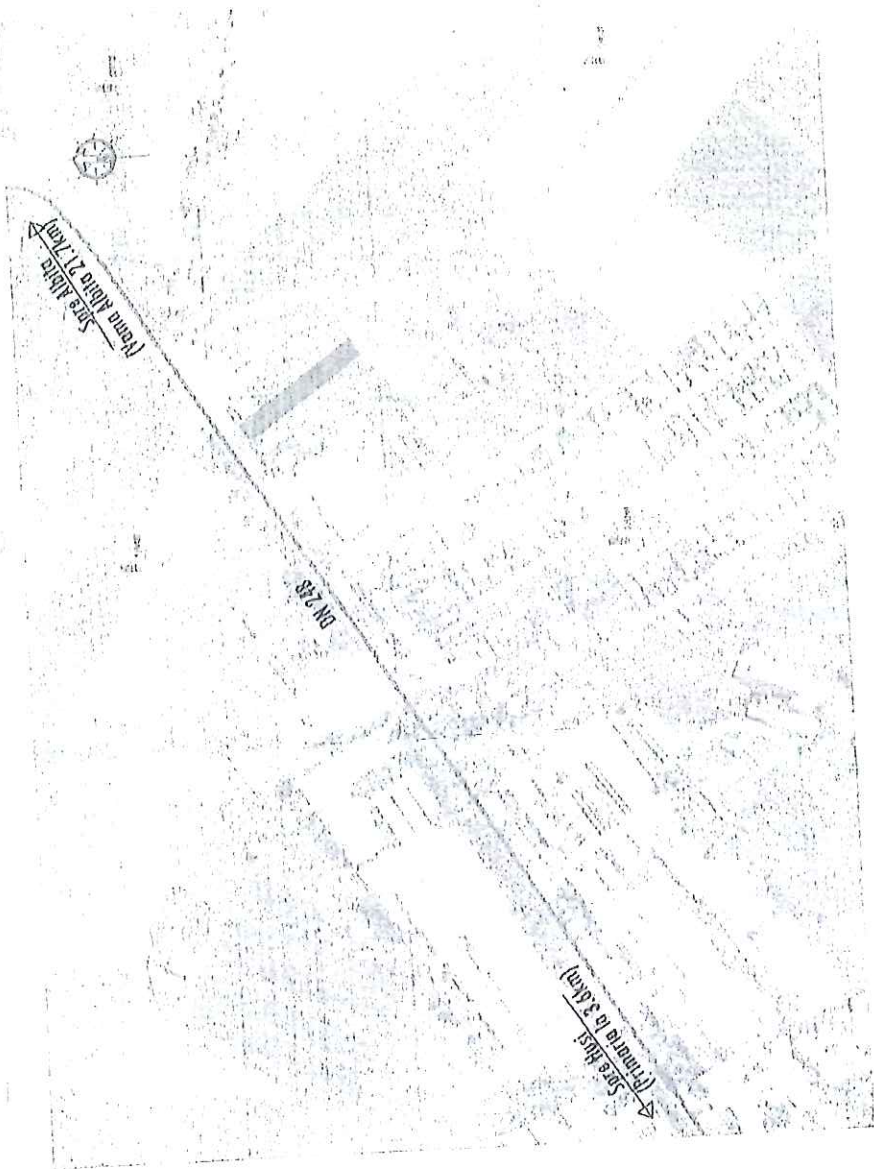 Spre Albita
(Vama Albita 21.7km)
DN 24B
Spre Husi
(Primaria la 3.6km)